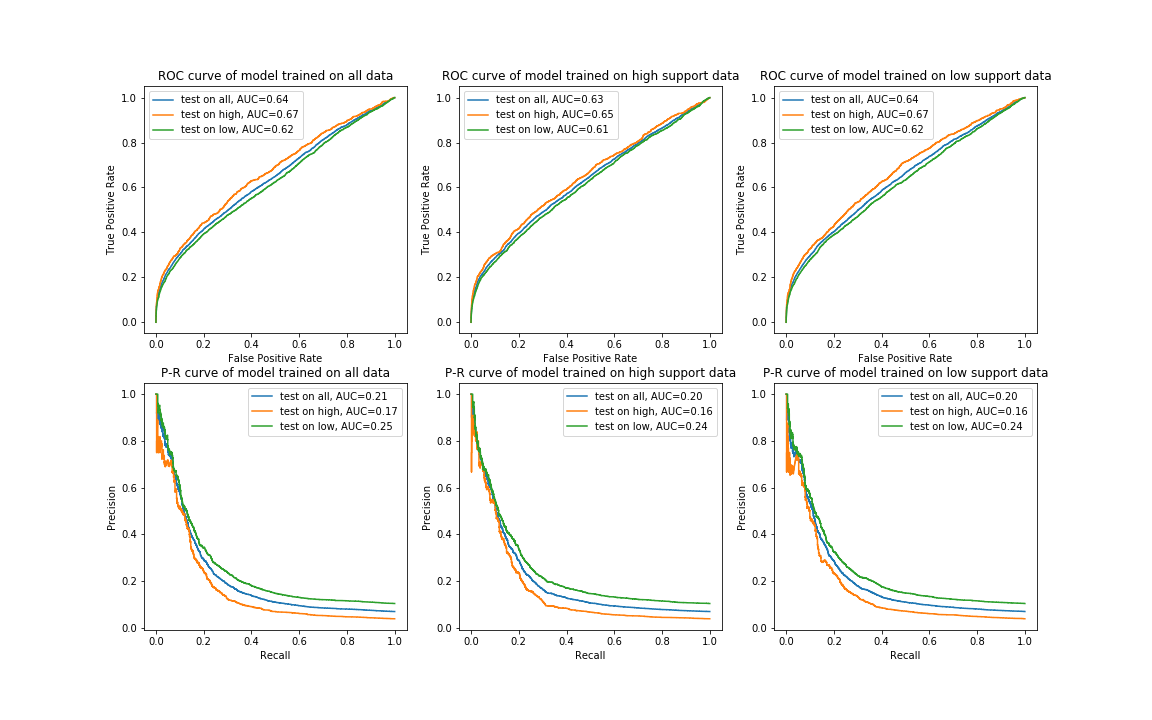 ROC curve of model trained on all data
test on all, AUC=0.64
test on high, AUC=0.67
test on low, AUC=0.62
1.0
0.8
0.6
0.4
0.2
0.0
True Positive Rate
0.0 0.2 0.4 0.6 0.8 1.0
False Positive Rate
ROC curve of model trained on high support data
test on all, AUC=0.63
test on high, AUC=0.65
test on low, AUC=0.61
1.0
0.8
0.6
0.4
0.2
0.0
True Positive Rate
0.0 0.2 0.4 0.6 0.8 1.0
False Positive Rate
ROC curve of model trained on low support data
test on all, AUC=0.64
test on high, AUC=0.67
test on low, AUC=0.62
1.0
0.8
0.6
0.4
0.2
0.0
True Positive Rate
0.0 0.2 0.4 0.6 0.8 1.0
False Positive Rate
P-R curve of model trained on all data
test on all, AUC=0.21
test on high, AUC=0.17
test on low, AUC=0.25
1.0
0.8
0.6
0.4
0.2
0.0
Precision
0.0 0.2 0.4 0.6 0.8 1.0
Recall
P-R curve of model trained on high support data
test on all, AUC=0.20
test on high, AUC=0.16
test on low, AUC=0.24
1.0
0.8
0.6
0.4
0.2
0.0
Precision
0.0 0.2 0.4 0.6 0.8 1.0
Recall
P-R curve of model trained on low support data
test on all, AUC=0.20
test on high, AUC=0.16
test on low, AUC=0.24
1.0
0.8
0.6
0.4
0.2
0.0
Precision
0.0 0.2 0.4 0.6 0.8 1.0
Recall